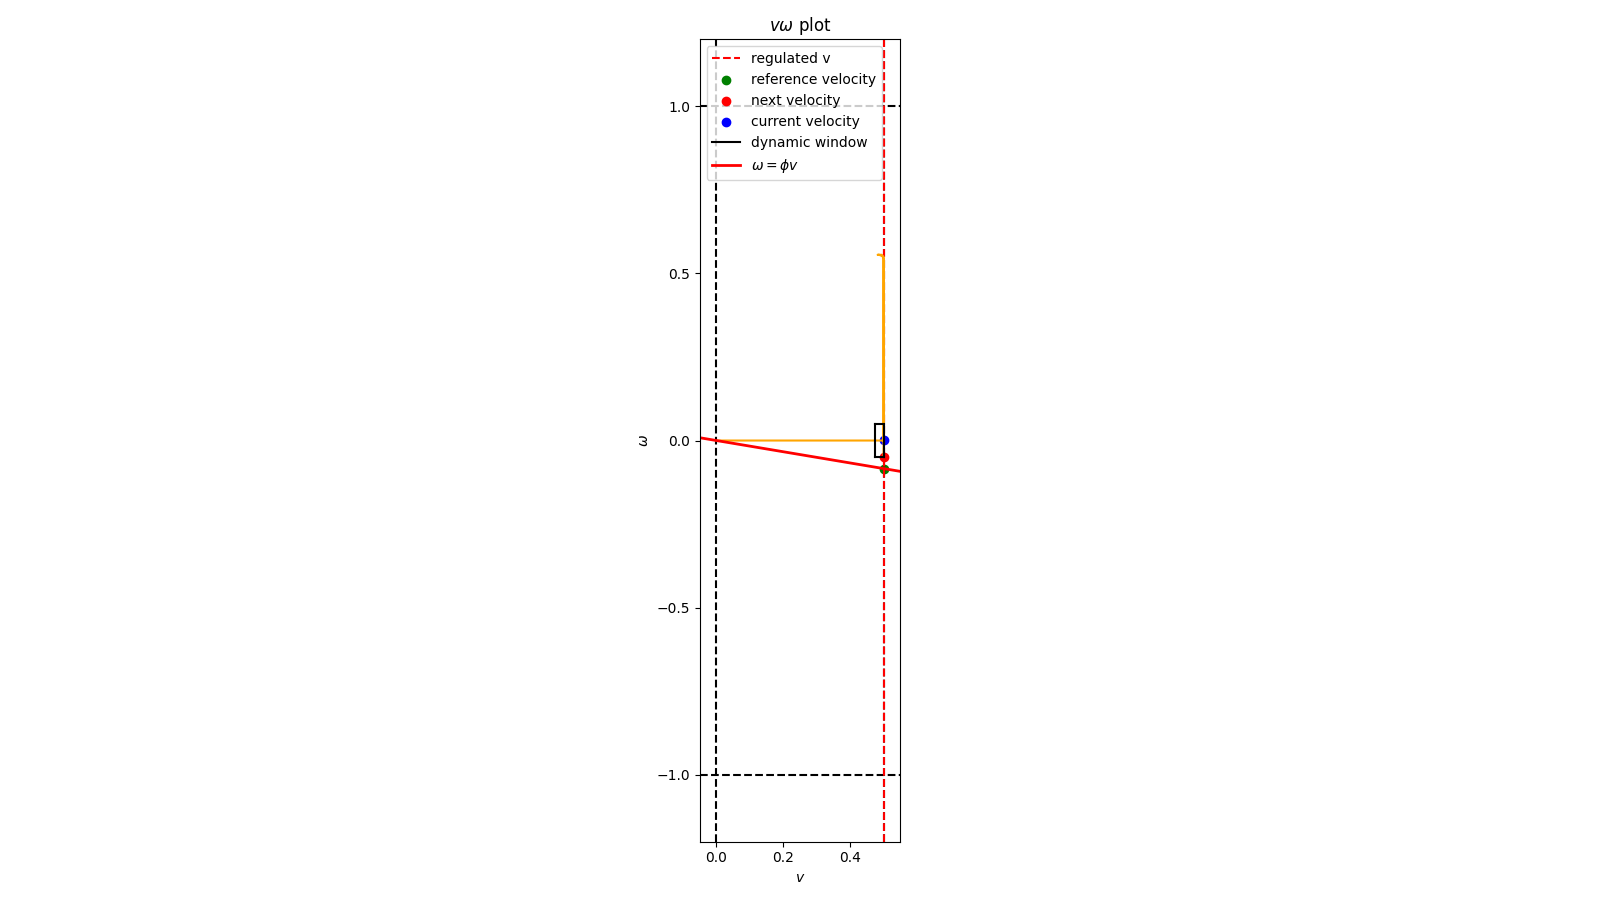 vω plot
regulated v
reference velocity
next velocity
current velocity
dynamic window
ω = ϕv
1.0
0.5
0.0
−0.5
−1.0
ω
0.0 0.2 0.4
v